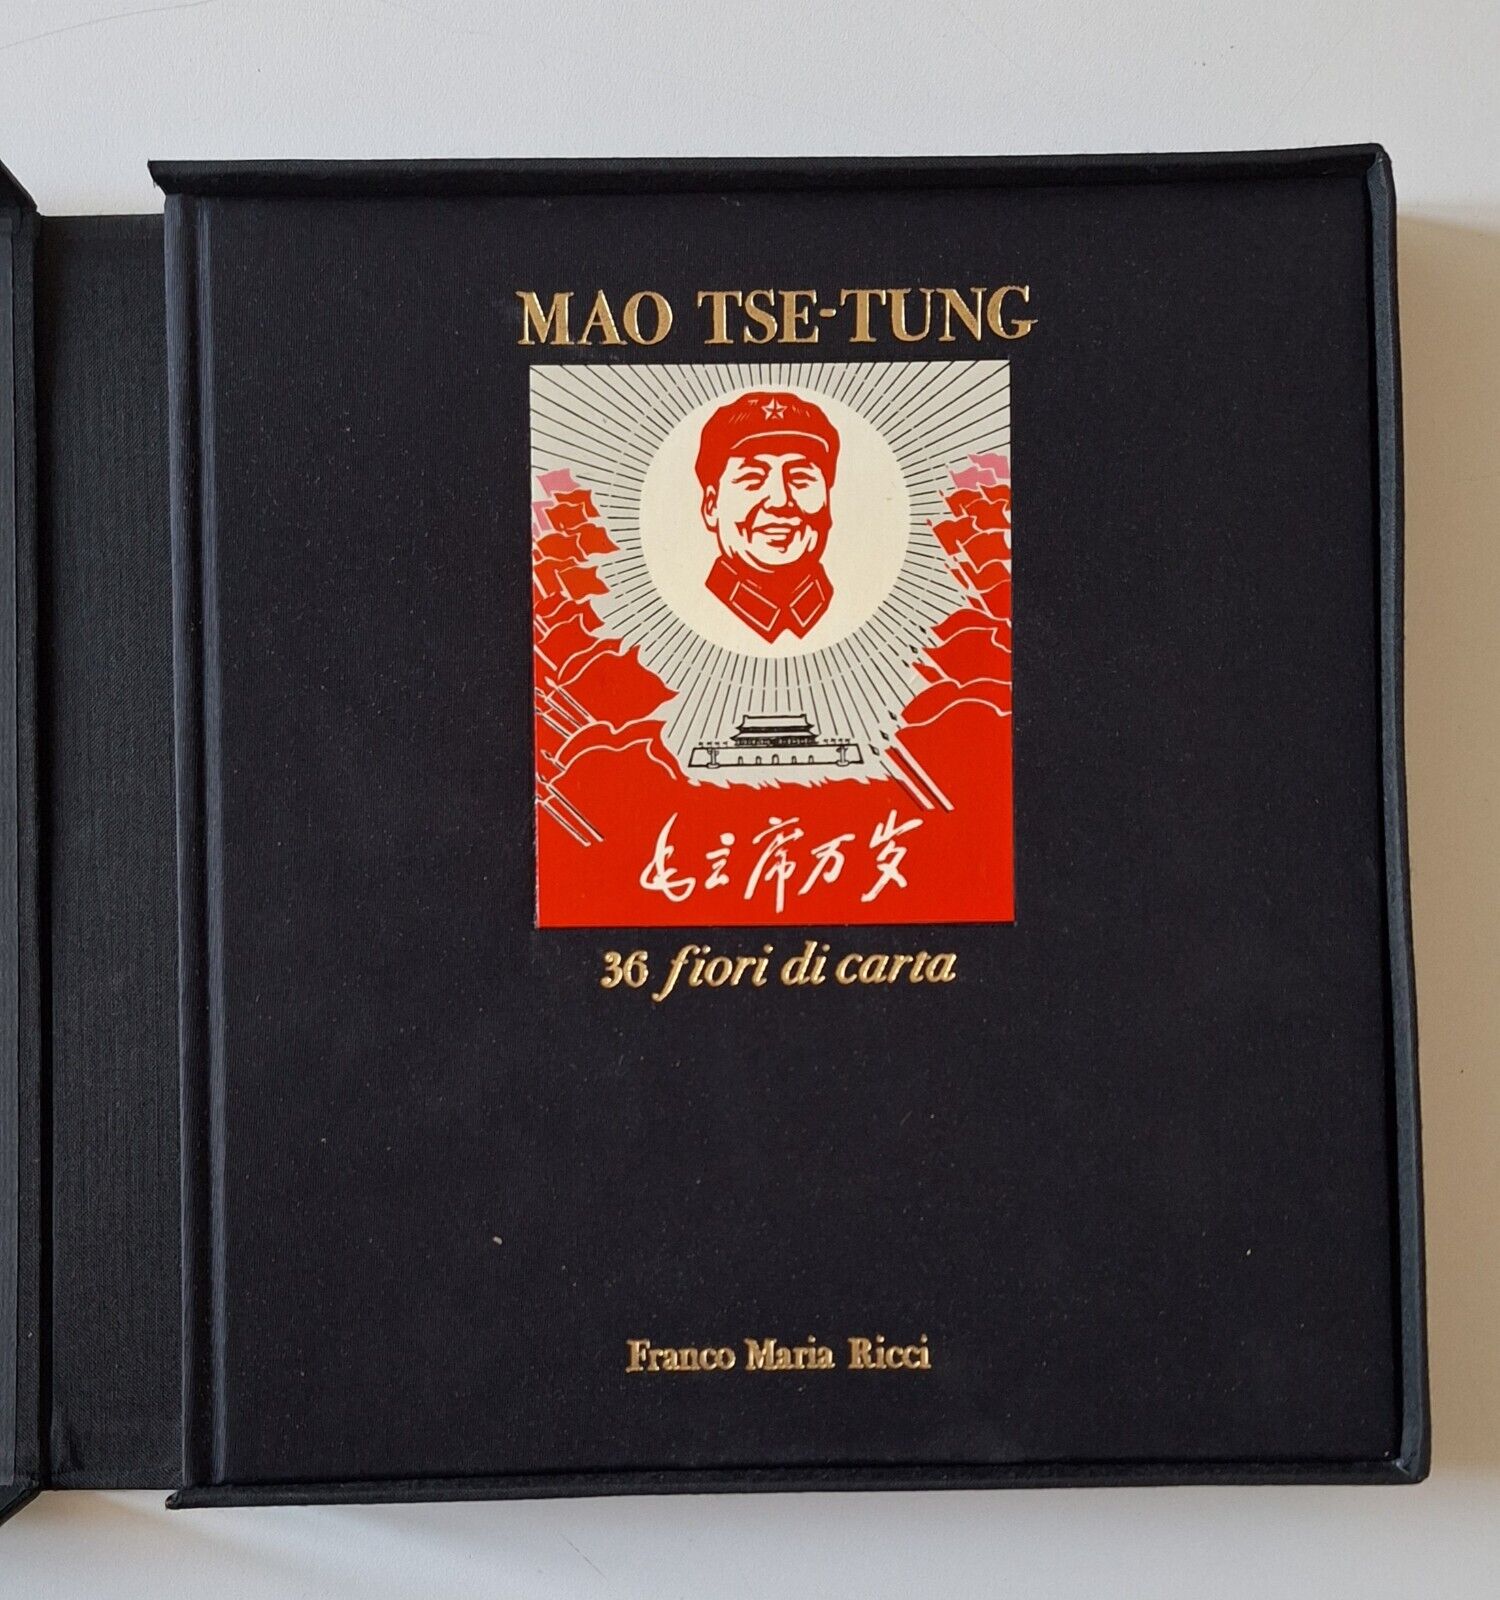 MAO TSE-TUNG
毛主席万岁
36 fiori di carta
Franco Maria Ricci